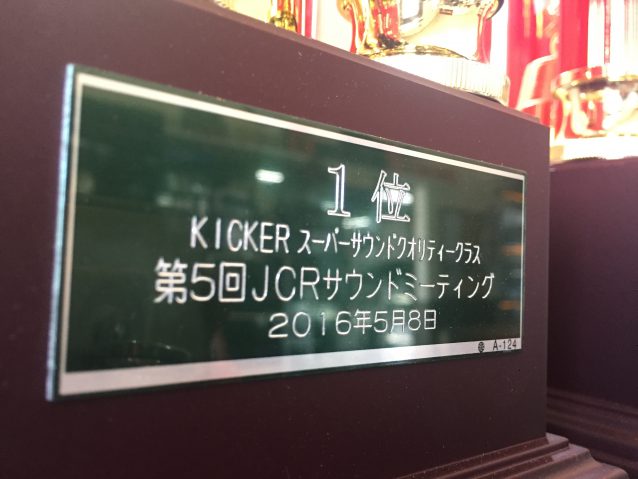 1位
KICKER スーパーサウンドクオリティークラス
第5回JCRサウンドミーティング
2016年5月8日
A-124